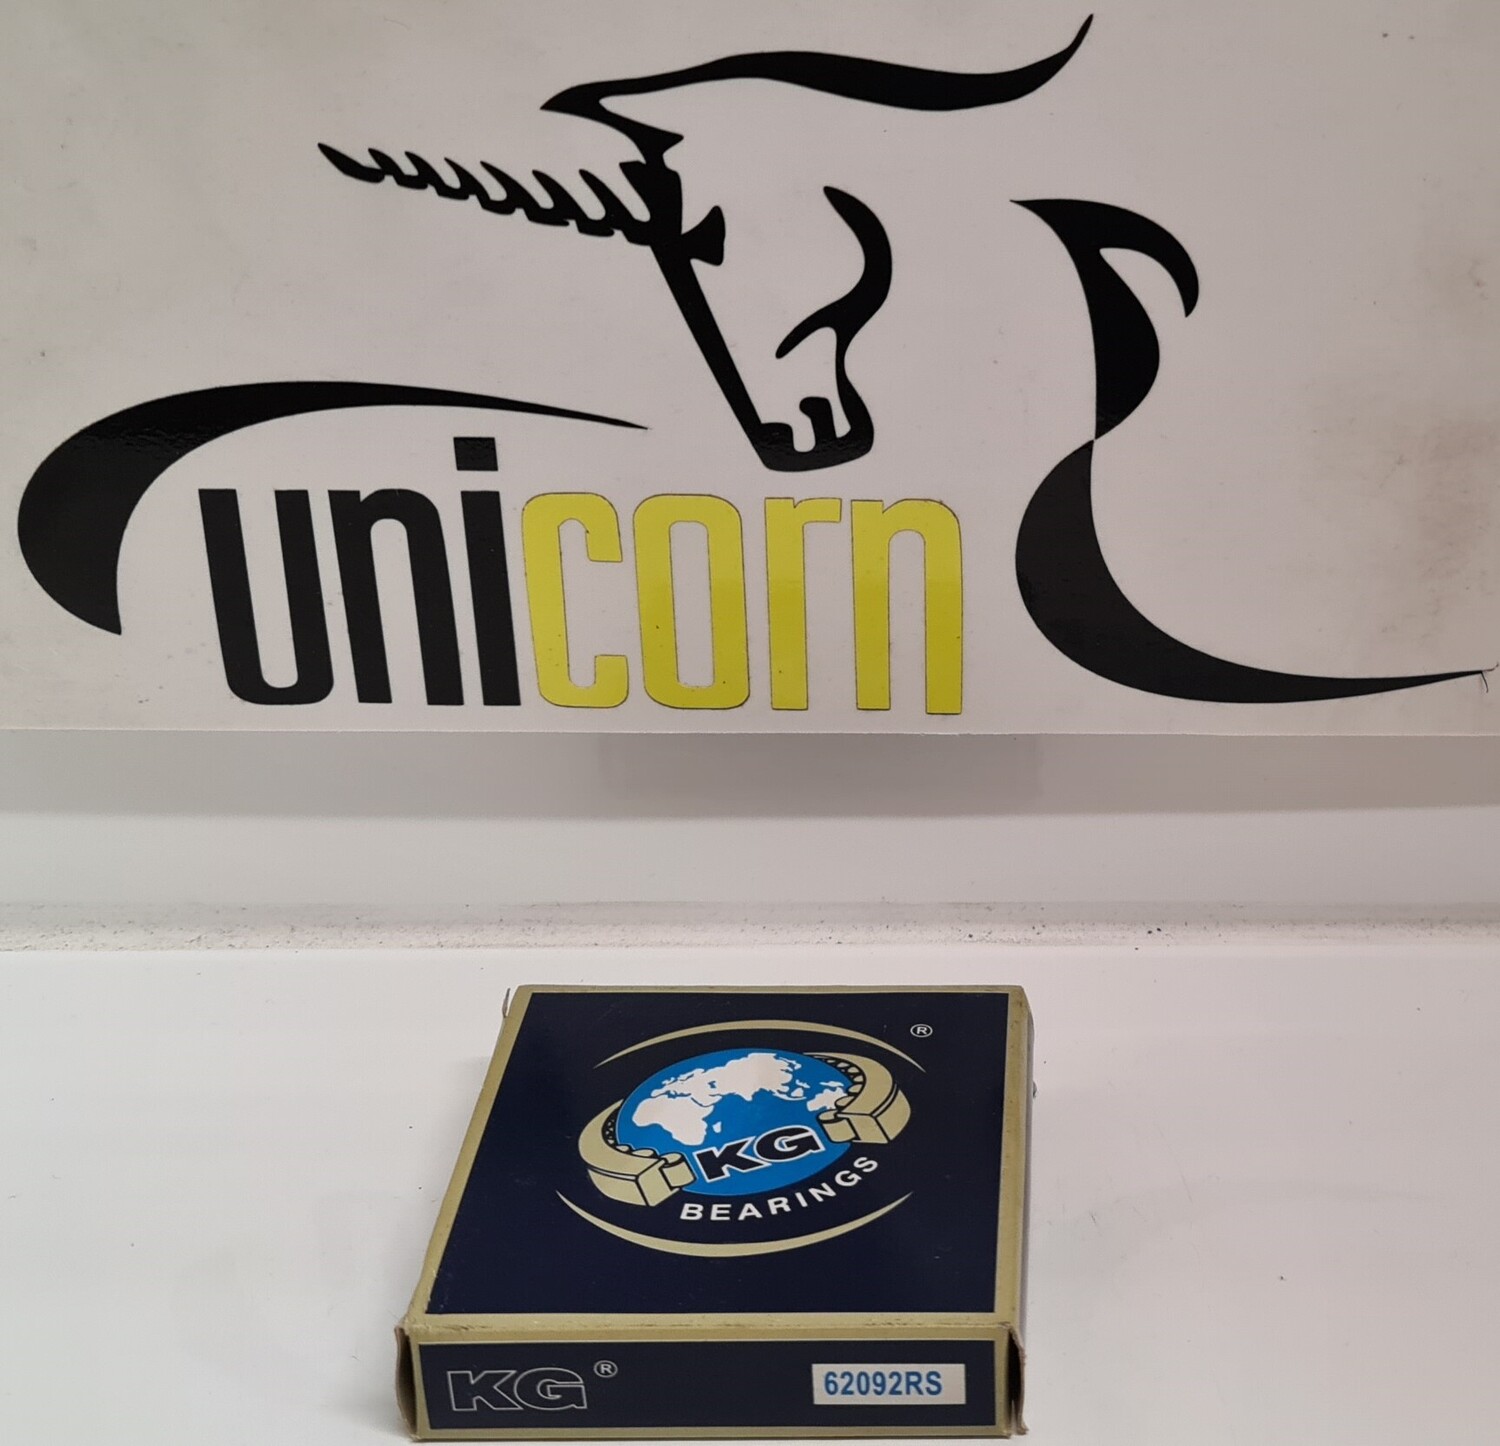 unicorn
®
KG
BEARINGS
KG ® 62092RS